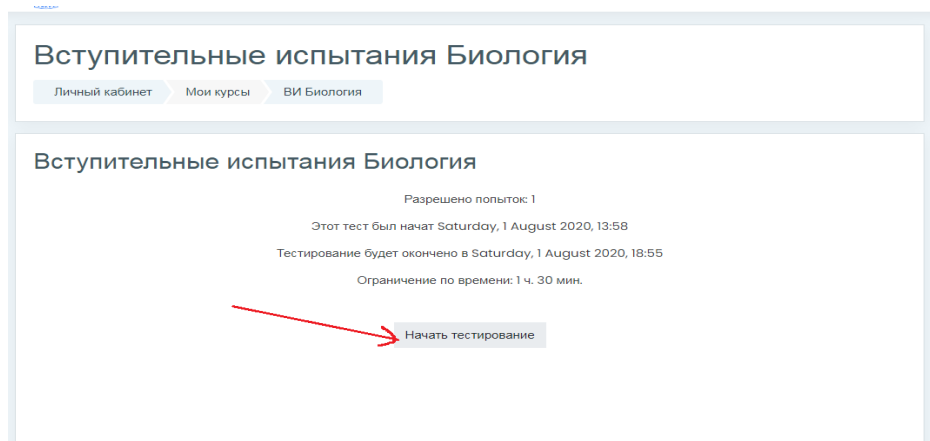 Вступительные испытания Биология
Личный кабинет Мои курсы ВИ Биология
Вступительные испытания Биология
Разрешено попыток: 1
Этот тест был начат Saturday, 1 August 2020, 13:58
Тестирование будет окончено в Saturday, 1 August 2020, 18:55
Ограничение по времени: 1 ч. 30 мин.
Начать тестирование